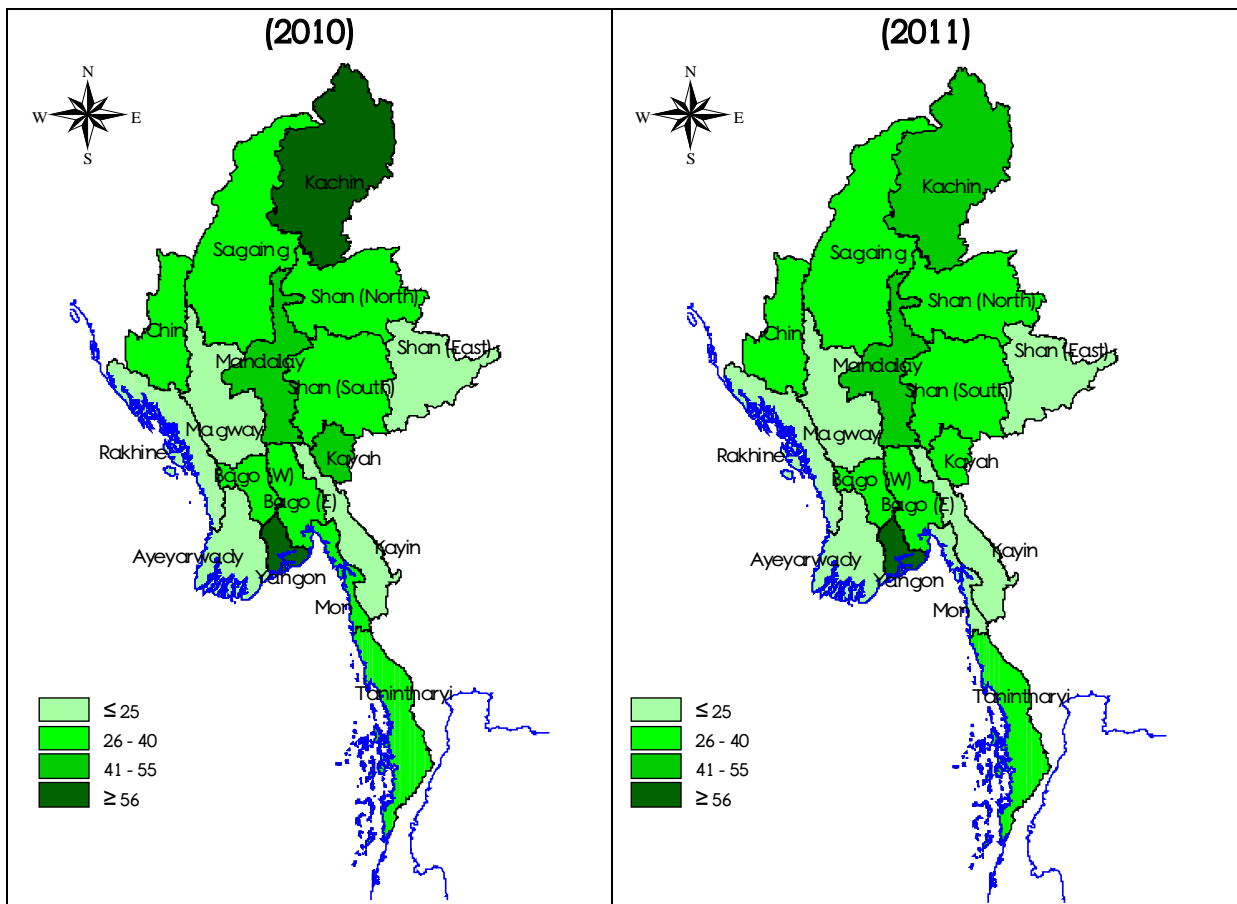 (2010)
N
W E
S
Kachin
Sagaing
Shan (North)
Chin
Shan (East)
Mandalay
Shan (South)
Magway
Rakhine
Kayah
Bago (W)
Bago (E)
Ayeyarwady
Kayin
Yangon
Mon
Tanintharyi
≤ 25
26 - 40
41 - 55
≥ 56
(2011)
N
W E
S
Kachin
Sagaing
Shan (North)
Chin
Shan (East)
Mandalay
Shan (South)
Magway
Rakhine
Kayah
Bago (W)
Bago (E)
Ayeyarwady
Kayin
Yangon
Mon
Tanintharyi
≤ 25
26 - 40
41 - 55
≥ 56